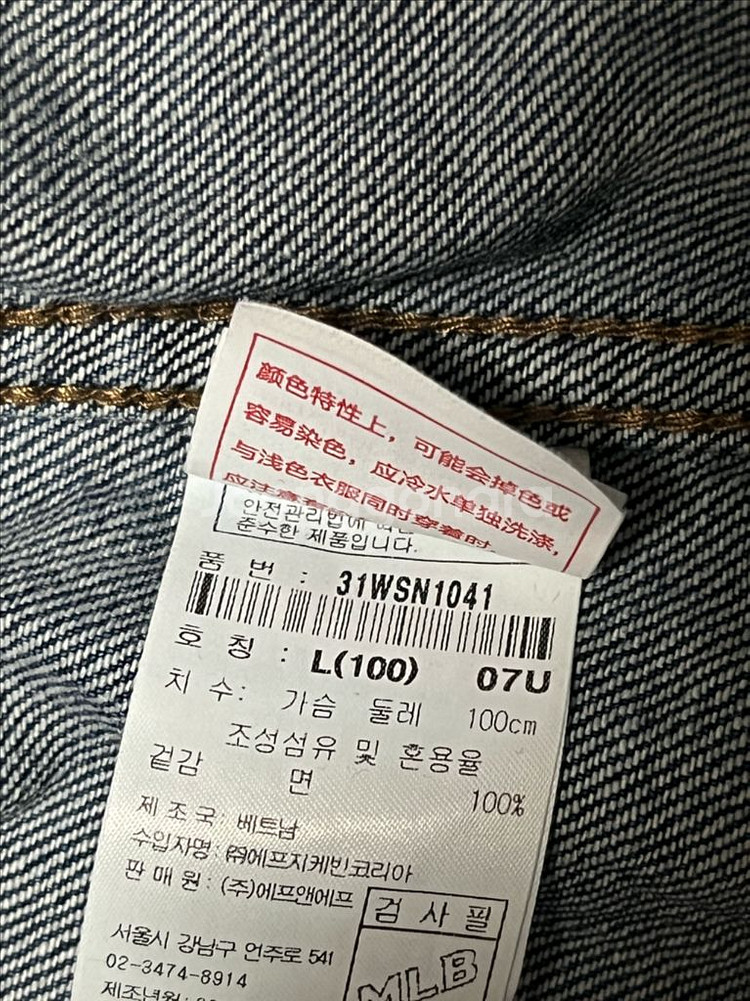 颜色特性上，可能会掉色或
容易染色，应冷水单独洗涤，
与浅色衣服同时穿着时
안전관리법에
준수한 제품입니다.
품 번 : 31WSN1041
호 칭 : L(100) 07U
치 수: 가슴 둘레 100cm
조성섬유 및 혼용율
겉감 면 100%
제 조 국: 베트남
수입자명: ㈜에프지케빈코리아
판 매 원: (주)에프앤에프
검 사 필
MLB
서울시 강남구 언주로 541
02-3474-8914
제조년월: